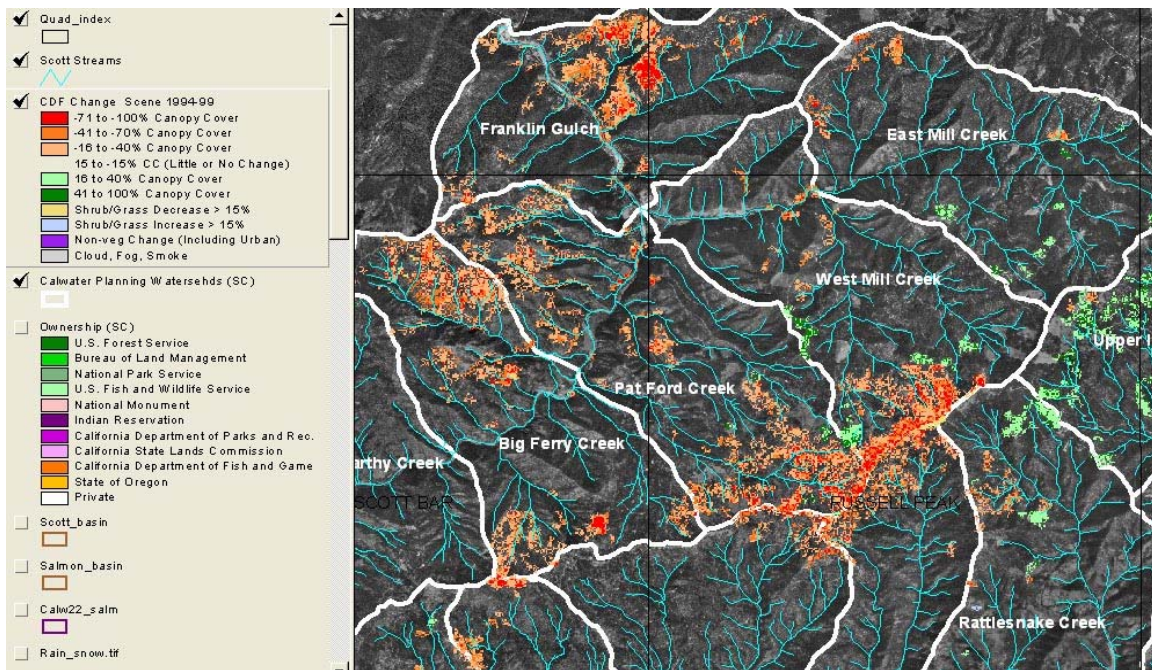 Quad_index
Scott Streams
CDF Change Scene 1994-99
-71 to -100% Canopy Cover
-41 to -70% Canopy Cover
-16 to -40% Canopy Cover
15 to -15% CC (Little or No Change)
16 to 40% Canopy Cover
41 to 100% Canopy Cover
Shrub/Grass Decrease > 15%
Shrub/Grass Increase > 15%
Non-veg Change (Including Urban)
Cloud, Fog, Smoke
Calwater Planning Watersehds (SC)
Ownership (SC)
U.S. Forest Service
Bureau of Land Management
National Park Service
U.S. Fish and Wildlife Service
National Monument
Indian Reservation
California Department of Parks and Rec.
California State Lands Commission
California Department of Fish and Game
State of Oregon
Private
Scott_basin
Salmon_basin
Calw22_salm
Rain_snow.tif
Franklin Gulch
East Mill Creek
West Mill Creek
Upper I
Pat Ford Creek
Big Ferry Creek
arthy Creek
SCOTT BAR
RUSSELL PEAK
Rattlesnake Creek